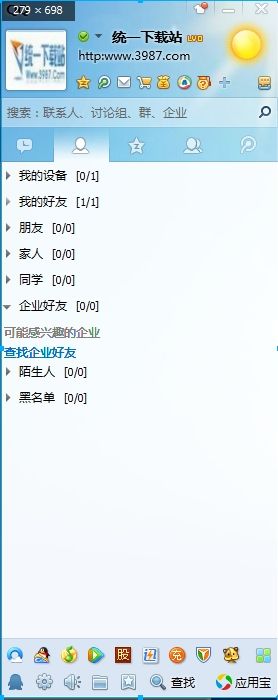 279 × 698
统一下载站
www.3987.com
统一下载站 LV0
http:www.3987.com
搜索：联系人、讨论组、群、企业
我的设备 [0/1]
我的好友 [1/1]
朋友 [0/0]
家人 [0/0]
同学 [0/0]
企业好友 [0/0]
可能感兴趣的企业
查找企业好友
陌生人 [0/0]
黑名单 [0/0]
股
查找
应用宝